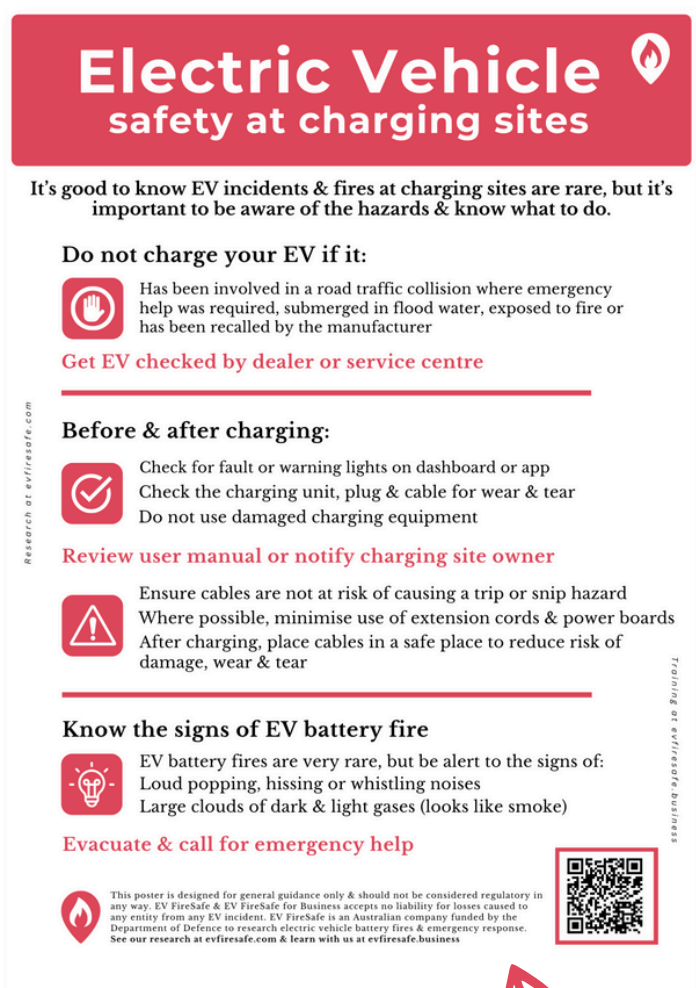 Electric Vehicle
safety at charging sites
It's good to know EV incidents & fires at charging sites are rare, but it's
important to be aware of the hazards & know what to do.
Do not charge your EV if it:
Has been involved in a road traffic collision where emergency
help was required, submerged in flood water, exposed to fire or
has been recalled by the manufacturer
Get EV checked by dealer or service centre
Research at evfiresafe.com
Before & after charging:
Check for fault or warning lights on dashboard or app
Check the charging unit, plug & cable for wear & tear
Do not use damaged charging equipment
Review user manual or notify charging site owner
Ensure cables are not at risk of causing a trip or snip hazard
Where possible, minimise use of extension cords & power boards
After charging, place cables in a safe place to reduce risk of
damage, wear & tear
Training at evfiresafe.business
Know the signs of EV battery fire
EV battery fires are very rare, but be alert to the signs of:
Loud popping, hissing or whistling noises
Large clouds of dark & light gases (looks like smoke)
Evacuate & call for emergency help
This poster is designed for general guidance only & should not be considered regulatory in
any way. EV FireSafe & EV FireSafe for Business accepts no liability for losses caused to
any entity from any EV incident. EV FireSafe is an Australian company funded by the
Department of Defence to research electric vehicle battery fires & emergency response.
See our research at evfiresafe.com & learn with us at evfiresafe.business